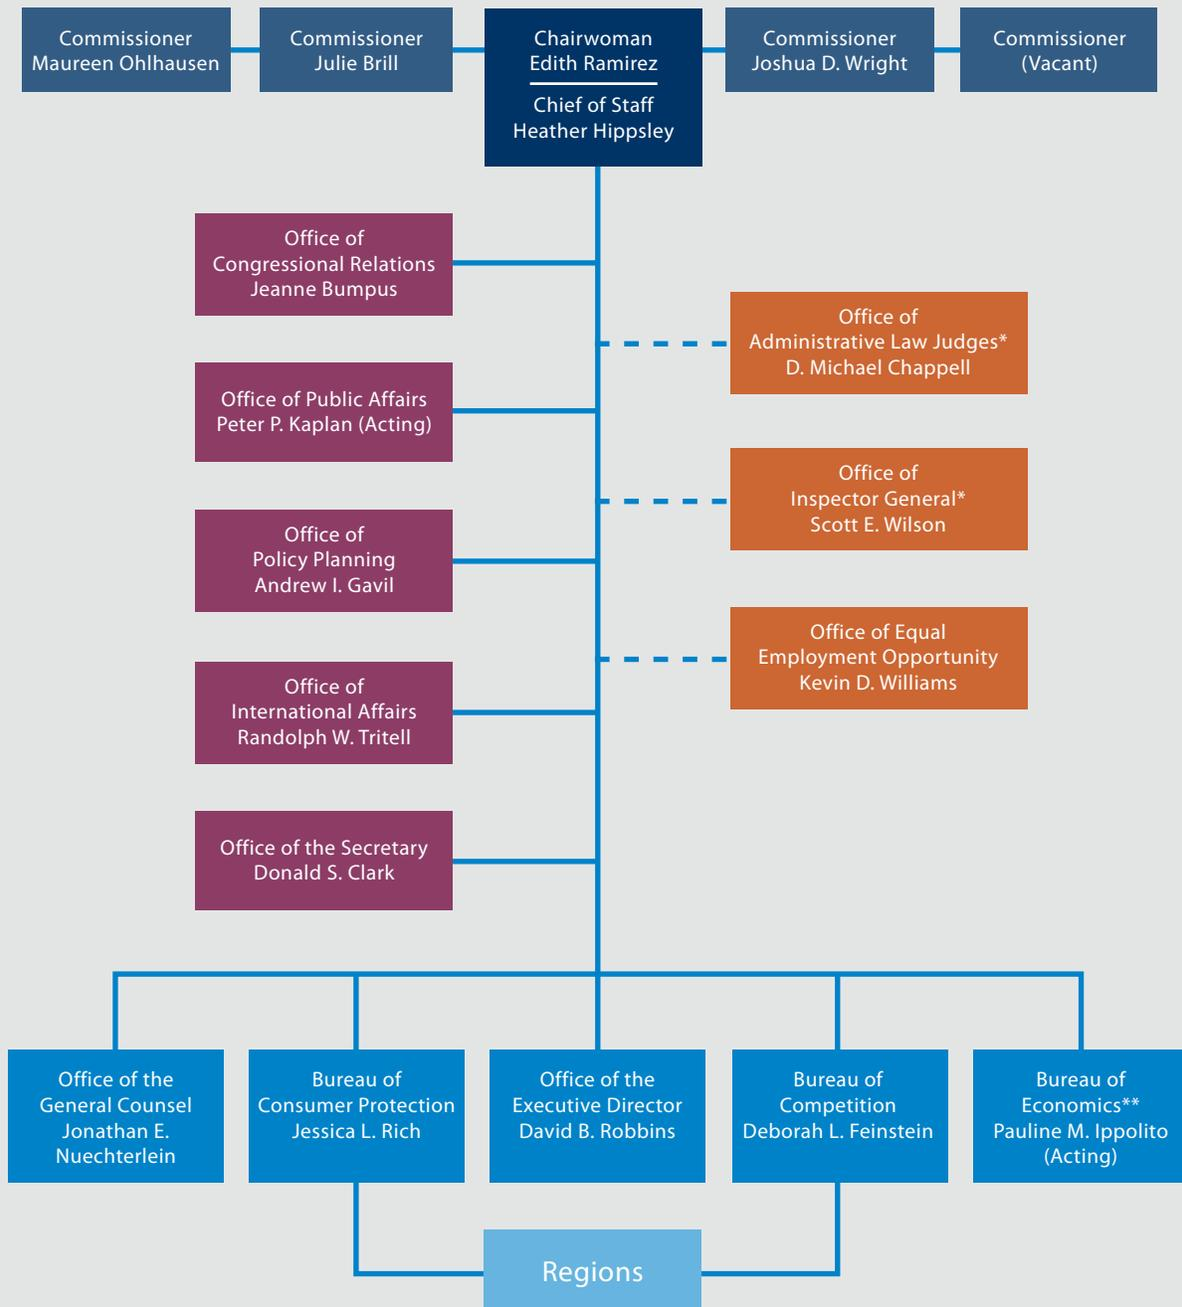 Commissioner
Maureen Ohlhausen
Commissioner
Julie Brill
Chairwoman
Edith Ramirez
Chief of Staff
Heather Hippsley
Commissioner
Joshua D. Wright
Commissioner
(Vacant)
Office of
Congressional Relations
Jeanne Bumpus
Office of
Administrative Law Judges*
D. Michael Chappell
Office of Public Affairs
Peter P. Kaplan (Acting)
Office of
Inspector General*
Scott E. Wilson
Office of
Policy Planning
Andrew I. Gavil
Office of Equal
Employment Opportunity
Kevin D. Williams
Office of
International Affairs
Randolph W. Tritell
Office of the Secretary
Donald S. Clark
Office of the
General Counsel
Jonathan E.
Nuechterlein
Bureau of
Consumer Protection
Jessica L. Rich
Office of the
Executive Director
David B. Robbins
Bureau of
Competition
Deborah L. Feinstein
Bureau of
Economics**
Pauline M. Ippolito
(Acting)
Regions